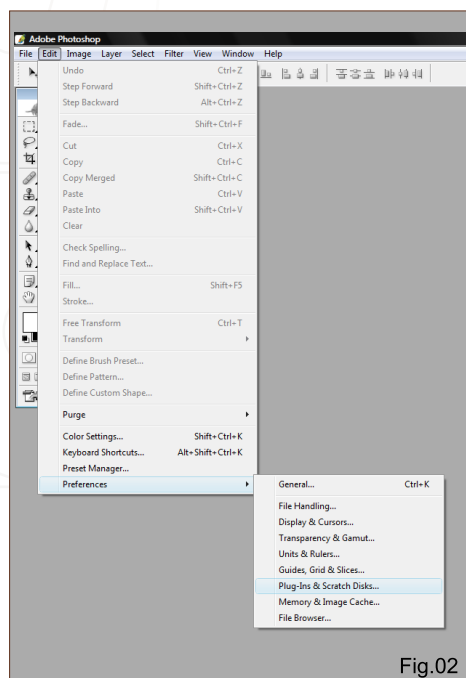 Adobe Photoshop
File Edit Image Layer Select Filter View Window Help
Undo Ctrl+Z
Step Forward Shift+Ctrl+Z
Step Backward Alt+Ctrl+Z
Fade... Shift+Ctrl+F
Cut Ctrl+X
Copy Ctrl+C
Copy Merged Shift+Ctrl+C
Paste Ctrl+V
Paste Into Shift+Ctrl+V
Clear
Check Spelling...
Find and Replace Text...
Fill... Shift+F5
Stroke...
Free Transform Ctrl+T
Transform
Define Brush Preset...
Define Pattern...
Define Custom Shape...
Purge
Color Settings... Shift+Ctrl+K
Keyboard Shortcuts... Alt+Shift+Ctrl+K
Preset Manager...
Preferences
General... Ctrl+K
File Handling...
Display & Cursors...
Transparency & Gamut...
Units & Rulers...
Guides, Grid & Slices...
Plug-Ins & Scratch Disks...
Memory & Image Cache...
File Browser...
Fig.02